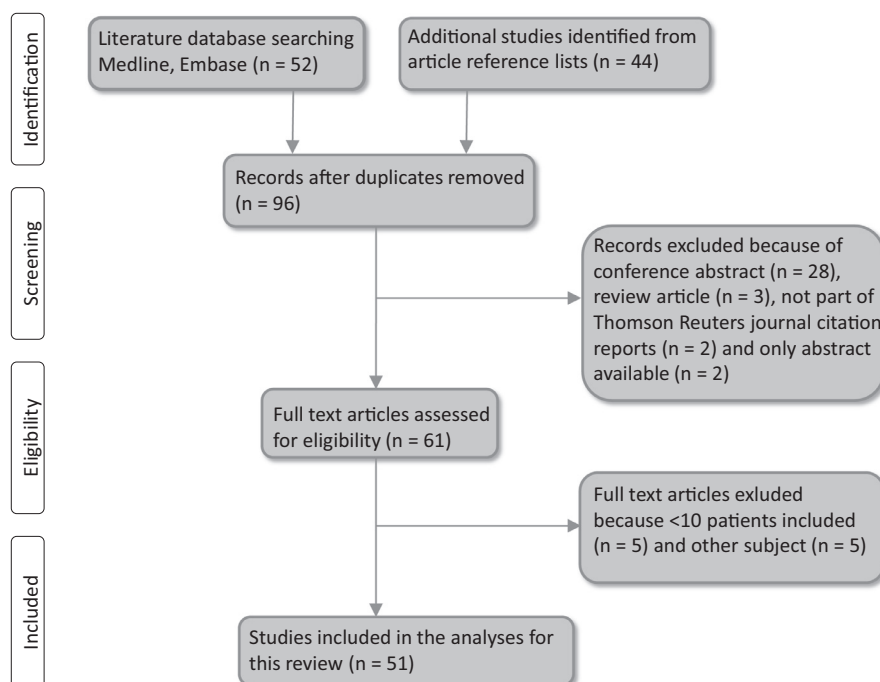 Identification
Literature database searching
Medline, Embase (n = 52)
Additional studies identified from
article reference lists (n = 44)
Records after duplicates removed
(n = 96)
Screening
Records excluded because of
conference abstract (n = 28),
review article (n = 3), not part of
Thomson Reuters journal citation
reports (n = 2) and only abstract
available (n = 2)
Eligibility
Full text articles assessed
for eligibility (n = 61)
Full text articles exluded
because <10 patients included
(n = 5) and other subject (n = 5)
Included
Studies included in the analyses for
this review (n = 51)